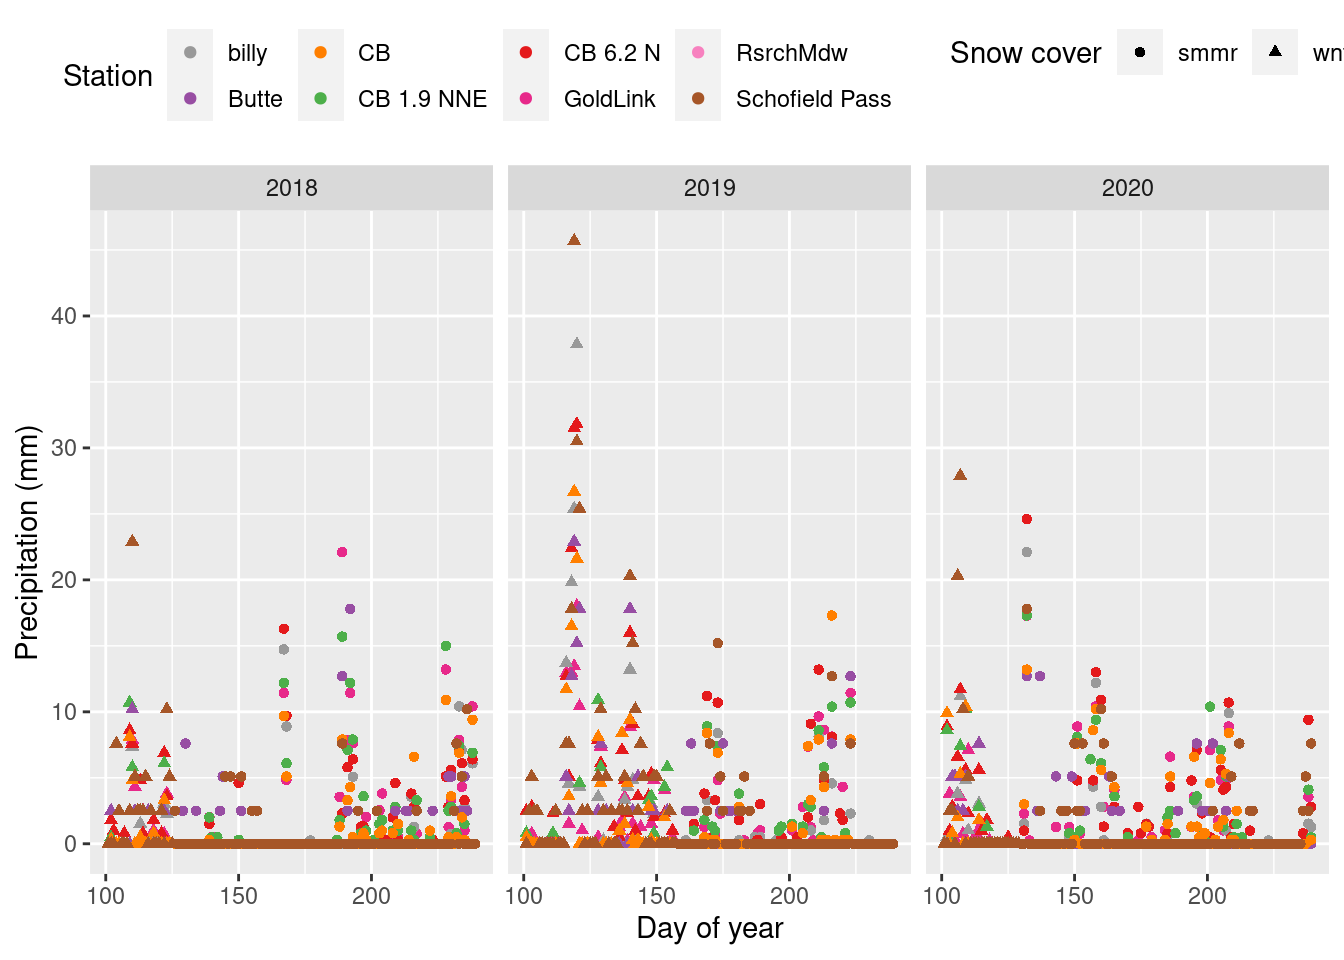 Station billy CB CB 6.2 N RsrchMdw Snow cover smmr
Butte CB 1.9 NNE GoldLink Schofield Pass
2018 2019 2020
Precipitation (mm)
40
30
20
10
0
100 150 200 100 150 200 100 150 200
Day of year